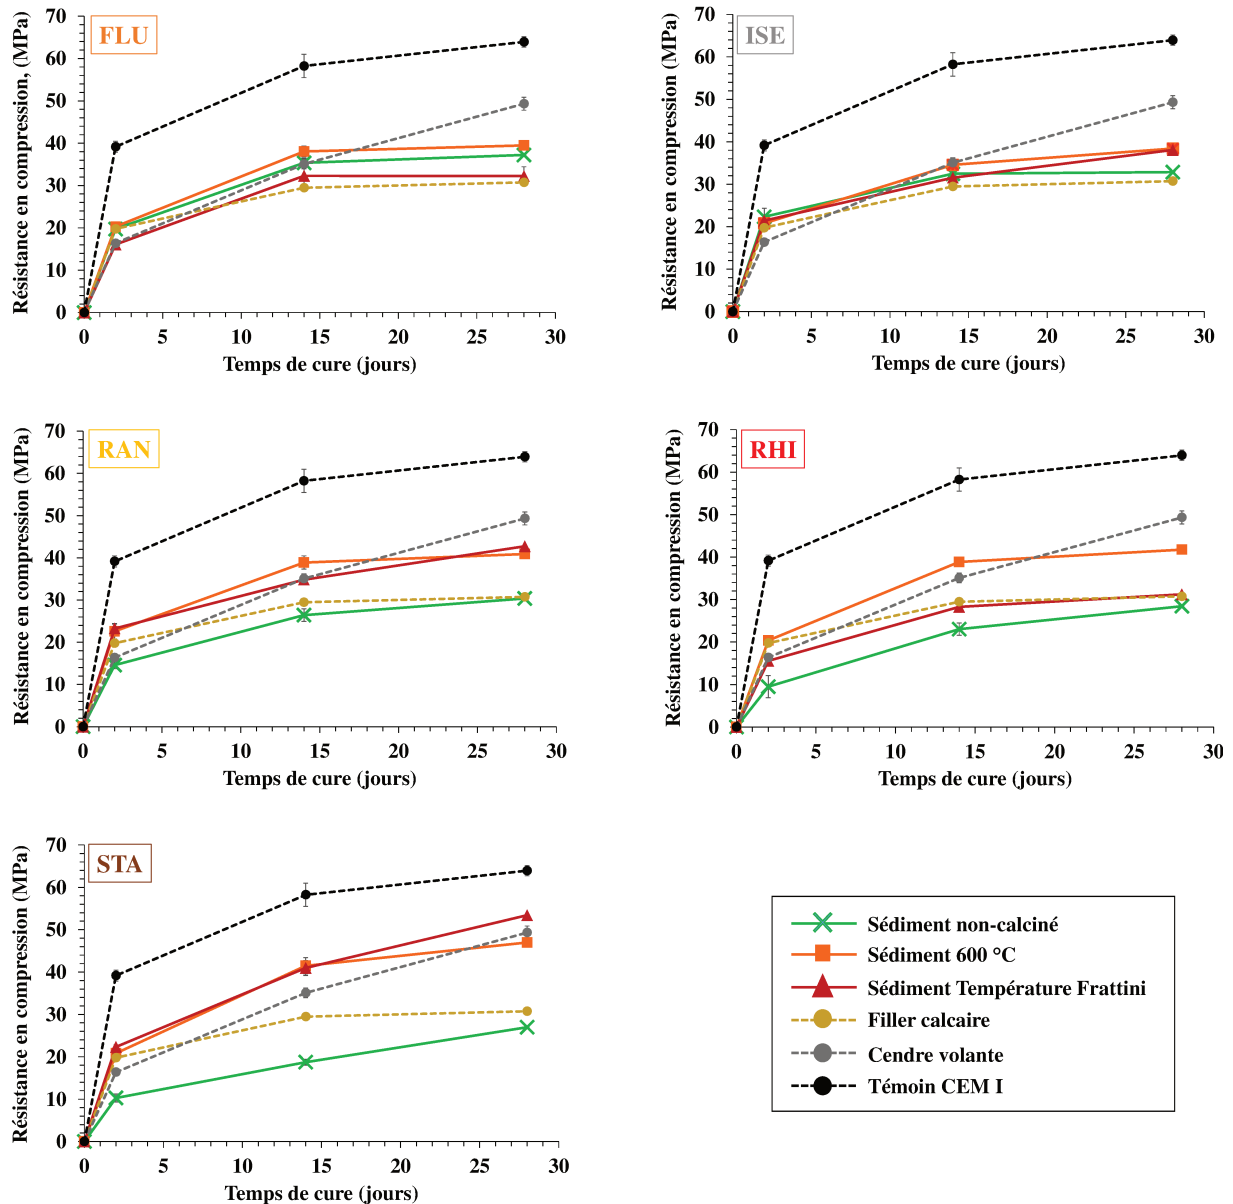 FLU
Résistance en compression, (MPa)
70
60
50
40
30
20
10
0
0 5 10 15 20 25 30
Temps de cure (jours)
ISE
Résistance en compression (MPa)
70
60
50
40
30
20
10
0
0 5 10 15 20 25 30
Temps de cure (jours)
RAN
Résistance en compression (MPa)
70
60
50
40
30
20
10
0
0 5 10 15 20 25 30
Temps de cure (jours)
RHI
Résistance en compression (MPa)
70
60
50
40
30
20
10
0
0 5 10 15 20 25 30
Temps de cure (jours)
STA
Résistance en compression (MPa)
70
60
50
40
30
20
10
0
0 5 10 15 20 25 30
Temps de cure (jours)
Sédiment non-calciné
Sédiment 600 °C
Sédiment Température Frattini
Filler calcaire
Cendre volante
Témoin CEM I